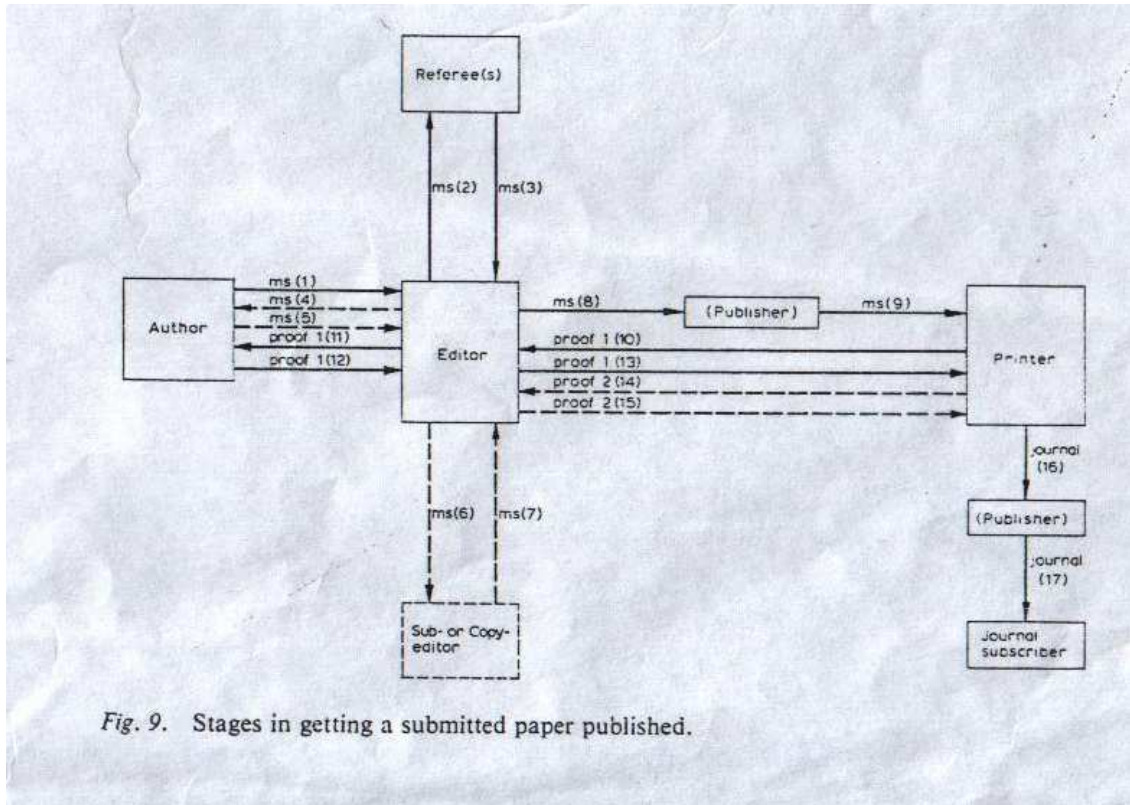 Referee(s)
ms(2)
ms(3)
ms(1)
ms(4)
ms(5)
proof 1(11)
proof 1(12)
Author
Editor
ms(8)
(Publisher)
ms(9)
proof 1(10)
proof 1(13)
proof 2(14)
proof 2(15)
Printer
ms(6)
ms(7)
journal
(16)
(Publisher)
journal
(17)
Sub- or Copy-
editor
Journal
subscriber
Fig. 9. Stages in getting a submitted paper published.